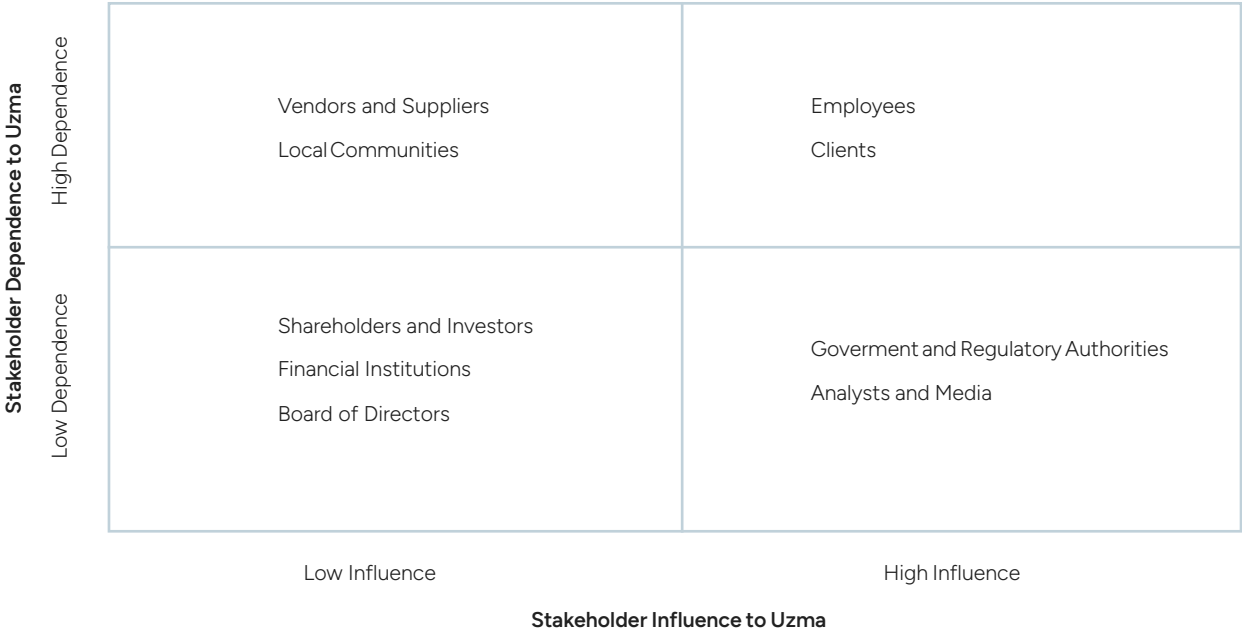 Stakeholder Dependence to Uzma
High Dependence
Low Dependence
Vendors and Suppliers
Local Communities
Employees
Clients
Shareholders and Investors
Financial Institutions
Board of Directors
Goverment and Regulatory Authorities
Analysts and Media
Low Influence
High Influence
Stakeholder Influence to Uzma